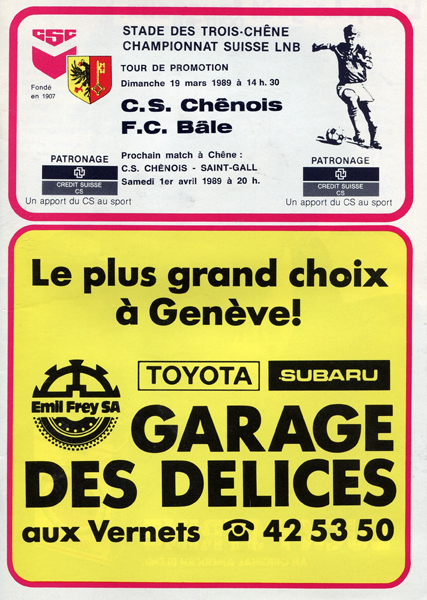 CSC
Fondé
en 1907
STADE DES TROIS-CHÊNE
CHAMPIONNAT SUISSE LNB
TOUR DE PROMOTION
Dimanche 19 mars 1989 à 14 h. 30
C.S. Chênois
F.C. Bâle
Prochain match à Chêne :
C.S. CHÊNOIS - SAINT-GALL
Samedi 1er avril 1989 à 20 h.
PATRONAGE
CREDIT SUISSE
CS
Un apport du CS au sport
PATRONAGE
CREDIT SUISSE
CS
Un apport du CS au sport
Le plus grand choix
à Genève!
Emil Frey SA
TOYOTA
SUBARU
GARAGE
DES DELICES
aux Vernets ☎ 42 53 50